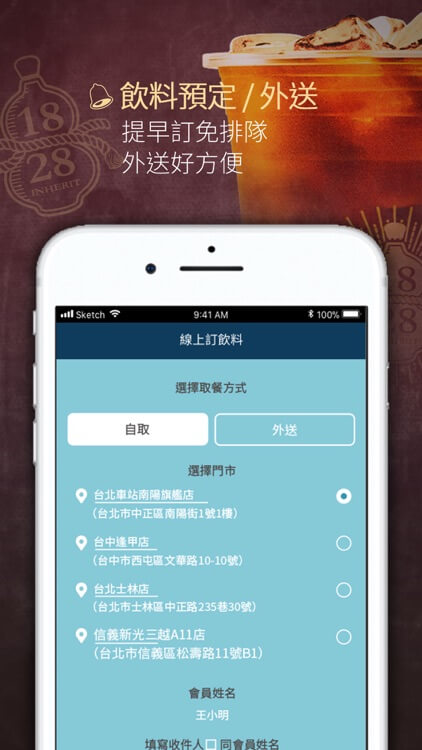 飲料預定 / 外送
提早訂免排隊
外送好方便
18
28
INHERIT
Sketch 9:41 AM 100%
線上訂飲料
選擇取餐方式
自取 外送
選擇門市
台北車站南陽旗艦店
(台北市中正區南陽街1號1樓)
台中逢甲店
(台中市西屯區文華路10-10號)
台北士林店
(台北市士林區中正路235巷30號)
信義新光三越A11店
(台北市信義區松壽路11號B1)
會員姓名
王小明
填寫收件人 同會員姓名